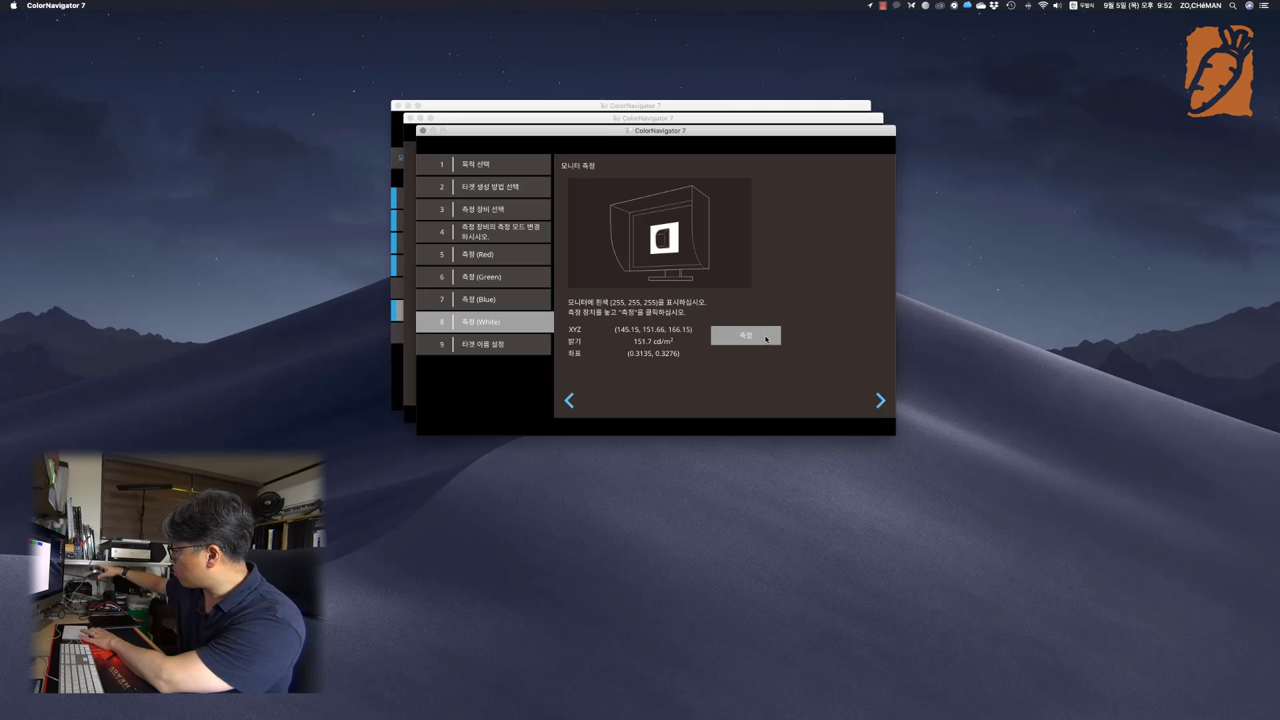 ColorNavigator 7
두벌식
9월 5일 (목) 오후 9:52
ZO,CHéMAN
ColorNavigator 7
ColorNavigator 7
ColorNavigator 7
1 목적 선택
2 타겟 생성 방법 선택
3 측정 장비 선택
4 측정 장비의 측정 모드 변경
하시시오.
5 측정 (Red)
6 측정 (Green)
7 측정 (Blue)
8 측정 (White)
9 타겟 이름 설정
모니터 측정
모니터에 흰색 (255, 255, 255)을 표시하십시오.
측정 장치를 놓고 "측정"을 클릭하십시오.
XYZ (145.15, 151.66, 166.15)
밝기 151.7 cd/m²
좌표 (0.3135, 0.3276)
측정
READY